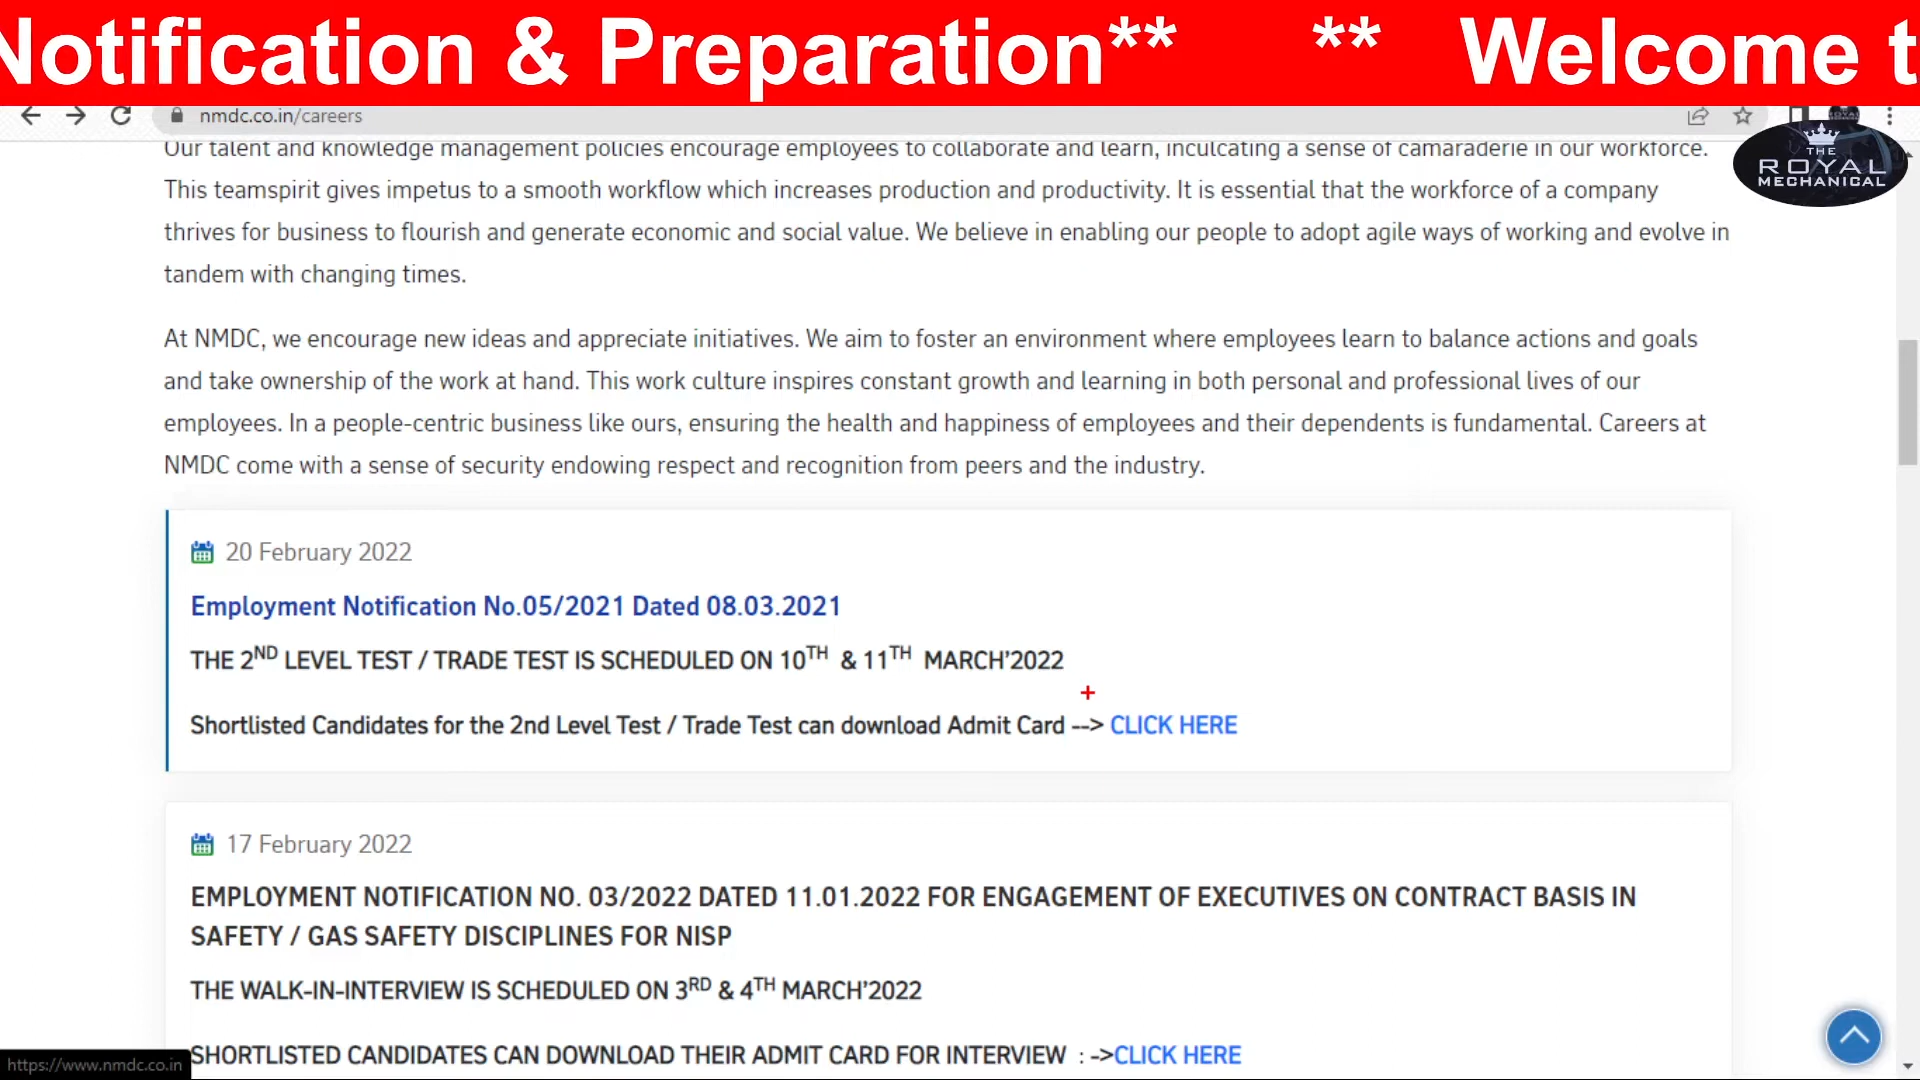 Notification & Preparation** ** Welcome t
nmdc.co.in/careers
THE
ROYAL
MECHANICAL
Our talent and knowledge management policies encourage employees to collaborate and learn, inculcating a sense of camaraderie in our workforce.
This teamspirit gives impetus to a smooth workflow which increases production and productivity. It is essential that the workforce of a company
thrives for business to flourish and generate economic and social value. We believe in enabling our people to adopt agile ways of working and evolve in
tandem with changing times.
At NMDC, we encourage new ideas and appreciate initiatives. We aim to foster an environment where employees learn to balance actions and goals
and take ownership of the work at hand. This work culture inspires constant growth and learning in both personal and professional lives of our
employees. In a people-centric business like ours, ensuring the health and happiness of employees and their dependents is fundamental. Careers at
NMDC come with a sense of security endowing respect and recognition from peers and the industry.
20 February 2022
Employment Notification No.05/2021 Dated 08.03.2021
THE 2ND LEVEL TEST / TRADE TEST IS SCHEDULED ON 10TH & 11TH MARCH’2022
Shortlisted Candidates for the 2nd Level Test / Trade Test can download Admit Card --> CLICK HERE
17 February 2022
EMPLOYMENT NOTIFICATION NO. 03/2022 DATED 11.01.2022 FOR ENGAGEMENT OF EXECUTIVES ON CONTRACT BASIS IN
SAFETY / GAS SAFETY DISCIPLINES FOR NISP
THE WALK-IN-INTERVIEW IS SCHEDULED ON 3RD & 4TH MARCH’2022
SHORTLISTED CANDIDATES CAN DOWNLOAD THEIR ADMIT CARD FOR INTERVIEW : ->CLICK HERE
https://www.nmdc.co.in